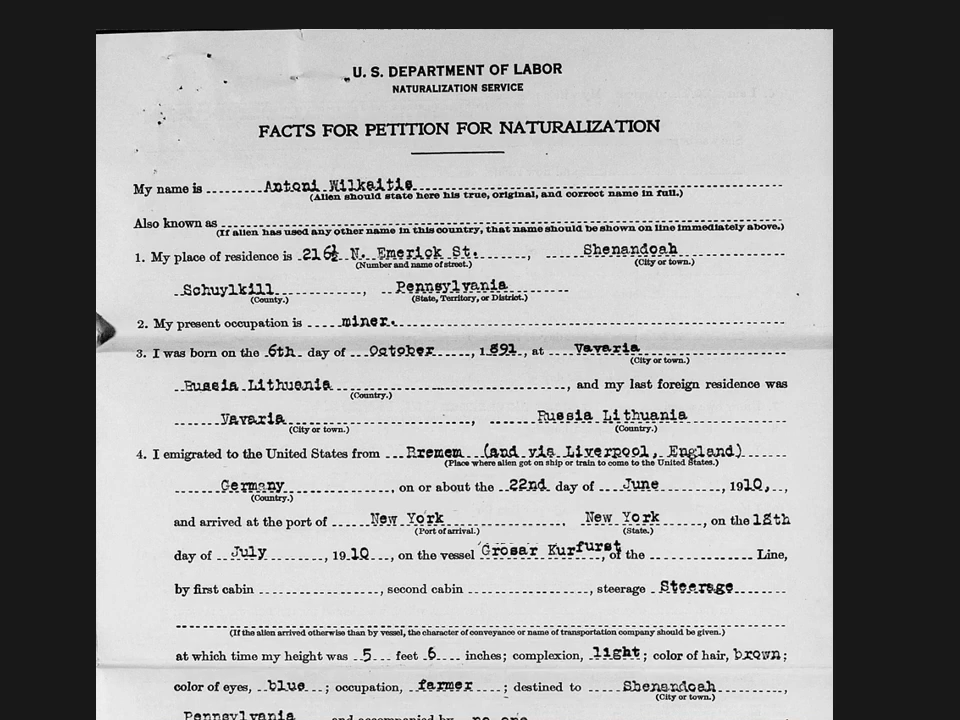 U. S. DEPARTMENT OF LABOR
NATURALIZATION SERVICE
FACTS FOR PETITION FOR NATURALIZATION
My name is Antoni Wilkaitis
(Alien should state here his true, original, and correct name in full.)
Also known as
(If alien has used any other name in this country, that name should be shown on line immediately above.)
1. My place of residence is 216½ N. Emerick St. , Shenandoah
(Number and name of street.) (City or town.)
Schuylkill , Pennsylvania
(County.) (State, Territory, or District.)
2. My present occupation is miner.
3. I was born on the 6th day of October , 1891 , at Vavaria
(City or town.)
Russia Lithuania , and my last foreign residence was
(Country.)
Vavaria , Russia Lithuania
(City or town.) (Country.)
4. I emigrated to the United States from Bremem (and via Liverpool, England)
(Place where alien got on ship or train to come to the United States.)
Germany , on or about the 22nd day of June , 1910, ,
(Country.)
and arrived at the port of New York , New York , on the 18th
(Port of arrival.) (State.)
day of July , 1910 , on the vessel Grosar Kurfurst , of the Line,
by first cabin , second cabin , steerage Steerage
(If the alien arrived otherwise than by vessel, the character of conveyance or name of transportation company should be given.)
at which time my height was 5 feet 6 inches; complexion, light; color of hair, brown;
color of eyes, blue ; occupation, farmer ; destined to Shenandoah ,
(City or town.)
Pennsylvania and accompanied by no one